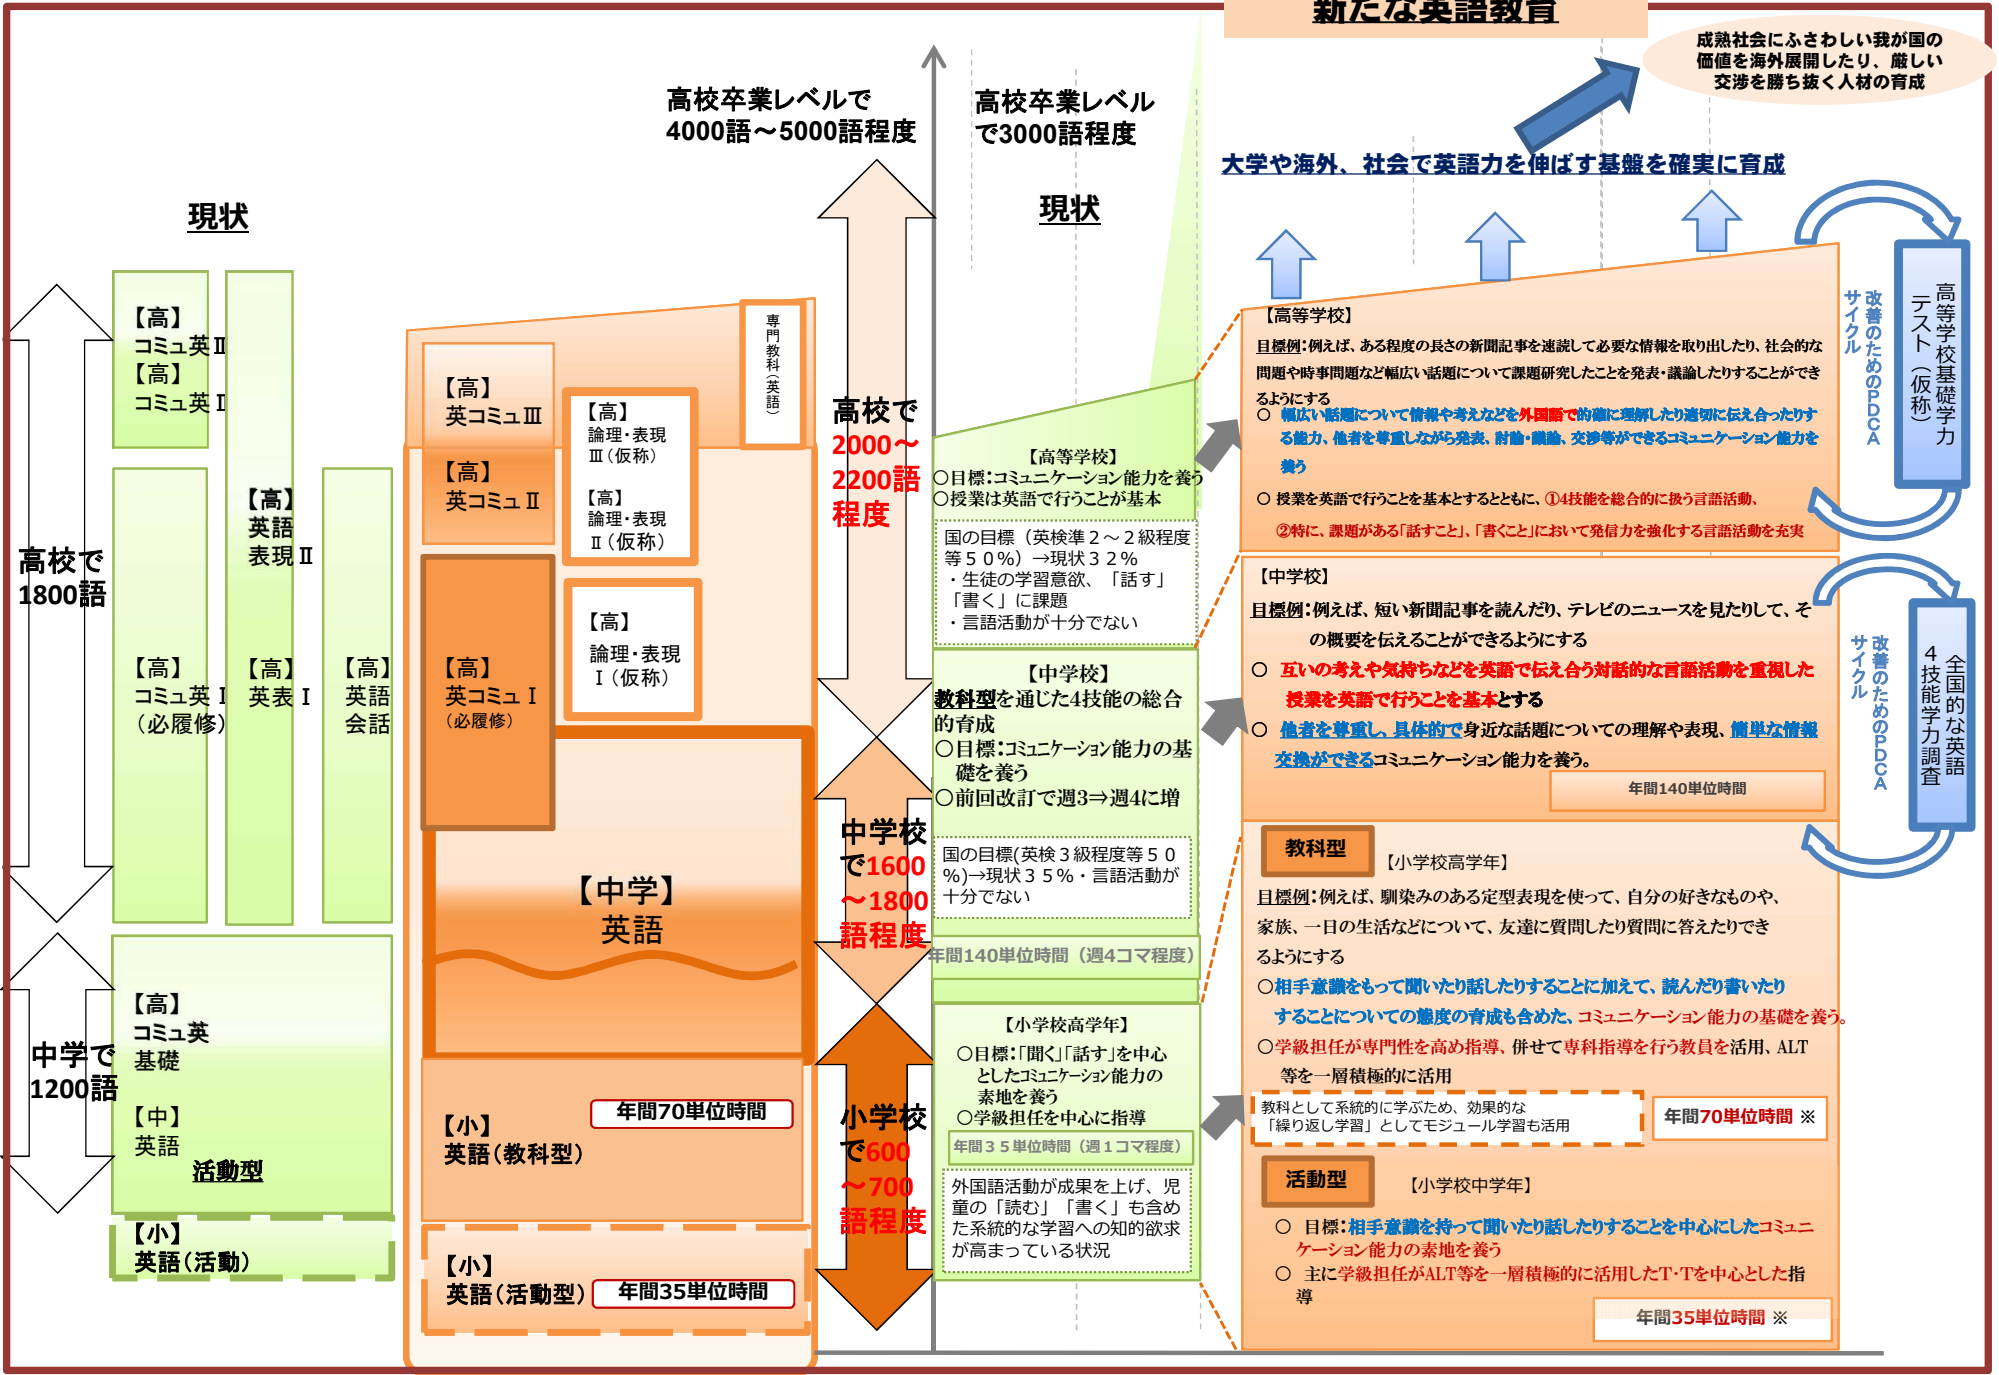 新たな英語教育
成熟社会にふさわしい我が国の
価値を海外展開したり、厳しい
交渉を勝ち抜く人材の育成
高校卒業レベルで
4000語～5000語程度
高校卒業レベル
で3000語程度
大学や海外、社会で英語力を伸ばす基盤を確実に育成
現状
現状
高校で
1800語
中学で
1200語
【高】
コミュ英Ⅱ
【高】
コミュ英Ⅰ
【高】
コミュ英Ⅰ
（必履修）
【高】
英語
表現Ⅱ
【高】
英表Ⅰ
【高】
英語
会話
【高】
コミュ英
基礎
【中】
英語
活動型
【小】
英語（活動）
専門教科（英語）
【高】
英コミュⅢ
【高】
英コミュⅡ
【高】
論理・表現
Ⅲ（仮称）
【高】
論理・表現
Ⅱ（仮称）
【高】
英コミュⅠ
（必履修）
【高】
論理・表現
Ⅰ（仮称）
【中学】
英語
【小】
英語（教科型）
年間70単位時間
【小】
英語（活動型）
年間35単位時間
高校で
2000～
2200語
程度
中学校
で1600
～1800
語程度
小学校
で600
～700
語程度
【高等学校】
○目標：コミュニケーション能力を養う
○授業は英語で行うことが基本
国の目標（英検準２～２級程度
等５０％）→現状３２％
・生徒の学習意欲、「話す」
「書く」に課題
・言語活動が十分でない
【中学校】
教科型を通じた4技能の総合
的育成
○目標：コミュニケーション能力の基
礎を養う
○前回改訂で週3⇒週4に増
国の目標(英検３級程度等５０
％)→現状３５％・言語活動が
十分でない
年間140単位時間（週4コマ程度）
【小学校高学年】
○目標：「聞く」「話す」を中心
としたコミュニケーション能力の
素地を養う
○学級担任を中心に指導
年間３５単位時間（週１コマ程度）
外国語活動が成果を上げ、児
童の「読む」「書く」も含め
た系統的な学習への知的欲求
が高まっている状況
【高等学校】
目標例：例えば、ある程度の長さの新聞記事を速読して必要な情報を取り出したり、社会的な
問題や時事問題など幅広い話題について課題研究したことを発表・議論したりすることができ
るようにする
○ 幅広い話題について情報や考えなどを外国語で的確に理解したり適切に伝え合ったりす
る能力、他者を尊重しながら発表、討論・議論、交渉等ができるコミュニケーション能力を
養う
○ 授業を英語で行うことを基本とするとともに、①4技能を総合的に扱う言語活動、
②特に、課題がある「話すこと」、「書くこと」において発信力を強化する言語活動を充実
【中学校】
目標例：例えば、短い新聞記事を読んだり、テレビのニュースを見たりして、そ
の概要を伝えることができるようにする
○ 互いの考えや気持ちなどを英語で伝え合う対話的な言語活動を重視した
授業を英語で行うことを基本とする
○ 他者を尊重し、具体的で身近な話題についての理解や表現、簡単な情報
交換ができるコミュニケーション能力を養う。
年間140単位時間
教科型
【小学校高学年】
目標例：例えば、馴染みのある定型表現を使って、自分の好きなものや、
家族、一日の生活などについて、友達に質問したり質問に答えたりでき
るようにする
○相手意識をもって聞いたり話したりすることに加えて、読んだり書いたり
することについての態度の育成も含めた、コミュニケーション能力の基礎を養う。
○学級担任が専門性を高め指導、併せて専科指導を行う教員を活用、ALT
等を一層積極的に活用
教科として系統的に学ぶため、効果的な
「繰り返し学習」としてモジュール学習も活用
年間70単位時間 ※
活動型
【小学校中学年】
○ 目標：相手意識を持って聞いたり話したりすることを中心にしたコミュニ
ケーション能力の素地を養う
○ 主に学級担任がALT等を一層積極的に活用したT・Tを中心とした指
導
年間35単位時間 ※
高等学校基礎学力
テスト（仮称）
改善のためのPDCA
サイクル
全国的な英語
４技能学力調査
改善のためのPDCA
サイクル